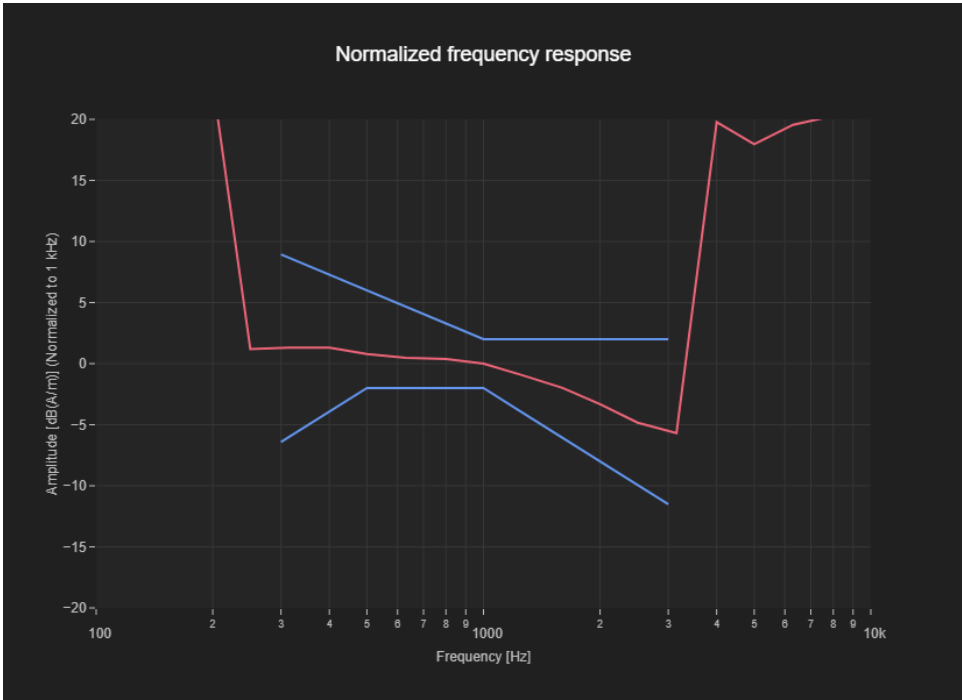 Normalized frequency response
Amplitude [dB(A/m)] (Normalized to 1 kHz)
20
15
10
5
0
−5
−10
−15
−20
100 2 3 4 5 6 7 8 9 1000 2 3 4 5 6 7 8 9 10k
Frequency [Hz]